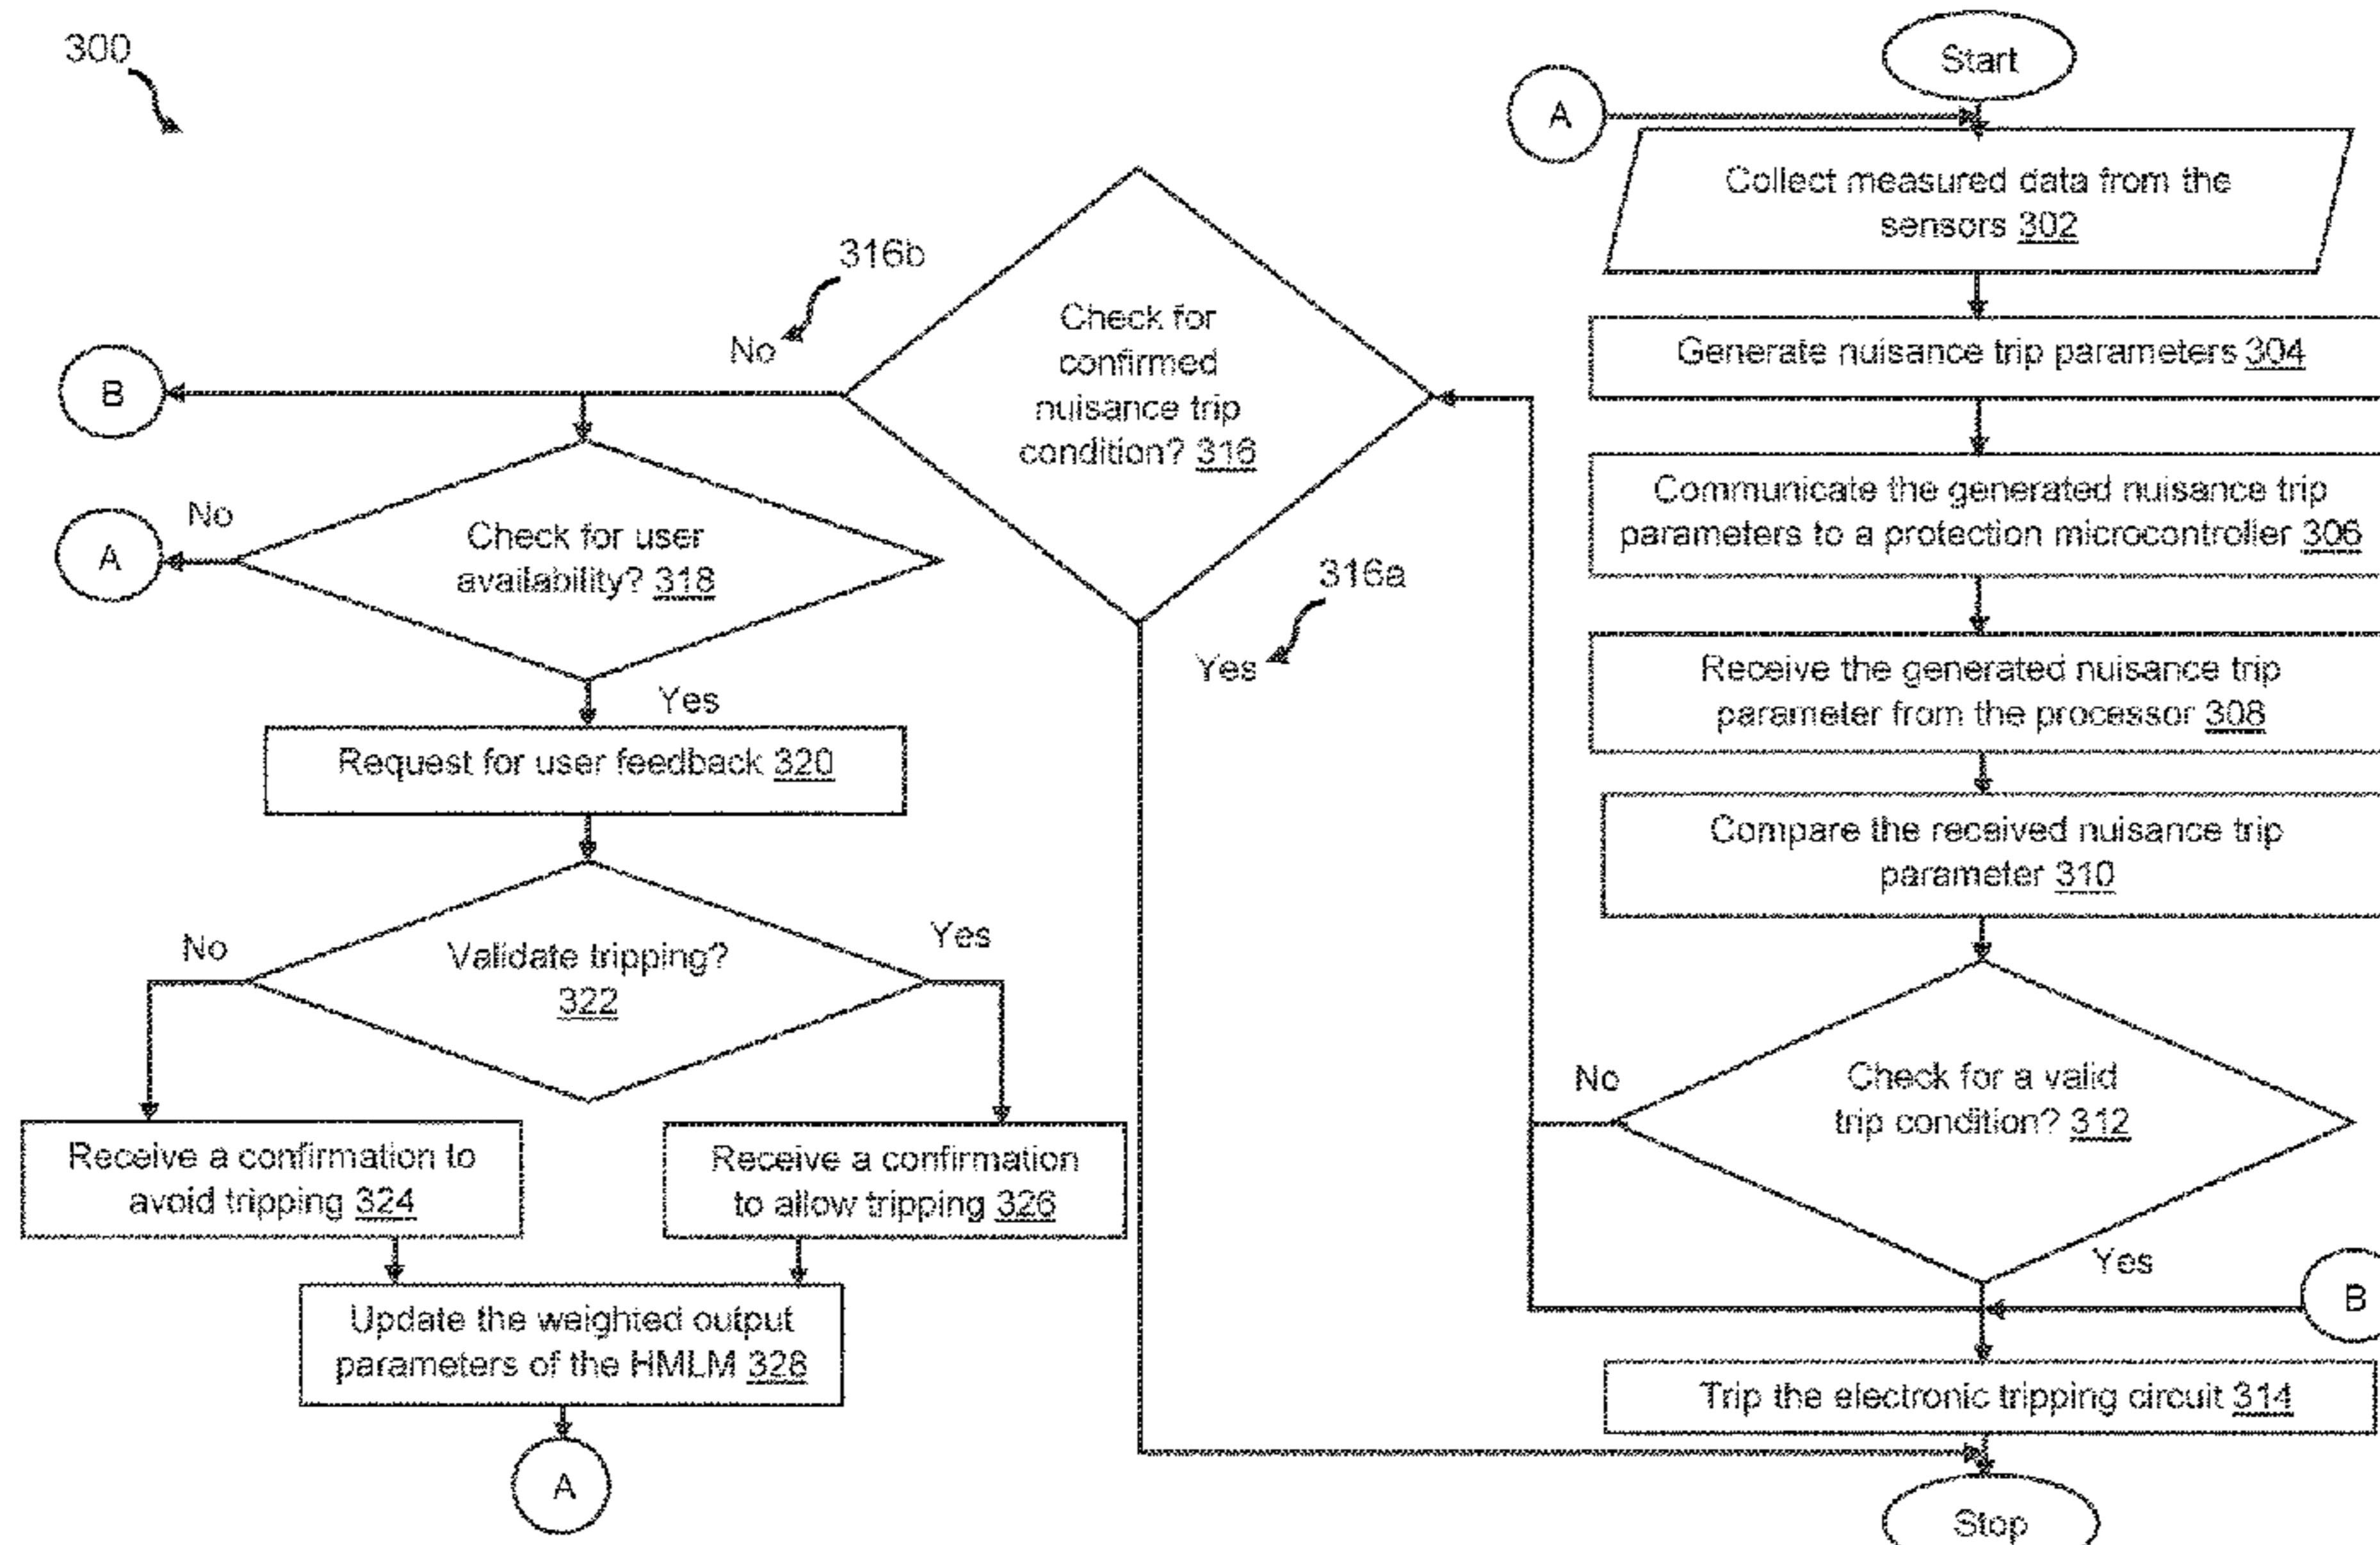 300
Start
A
Collect measured data from the
sensors 302
Generate nuisance trip parameters 304
Communicate the generated nuisance trip
parameters to a protection microcontroller 306
Receive the generated nuisance trip
parameter from the processor 308
Compare the received nuisance trip
parameter 310
Check for a valid
trip condition? 312
No
Yes
B
Trip the electronic tripping circuit 314
Stop
Check for
confirmed
nuisance trip
condition? 316
316a
Yes
316b
No
B
Check for user
availability? 318
No
A
Yes
Request for user feedback 320
Validate tripping?
322
No
Yes
Receive a confirmation to
avoid tripping 324
Receive a confirmation
to allow tripping 326
Update the weighted output
parameters of the HMLM 328
A